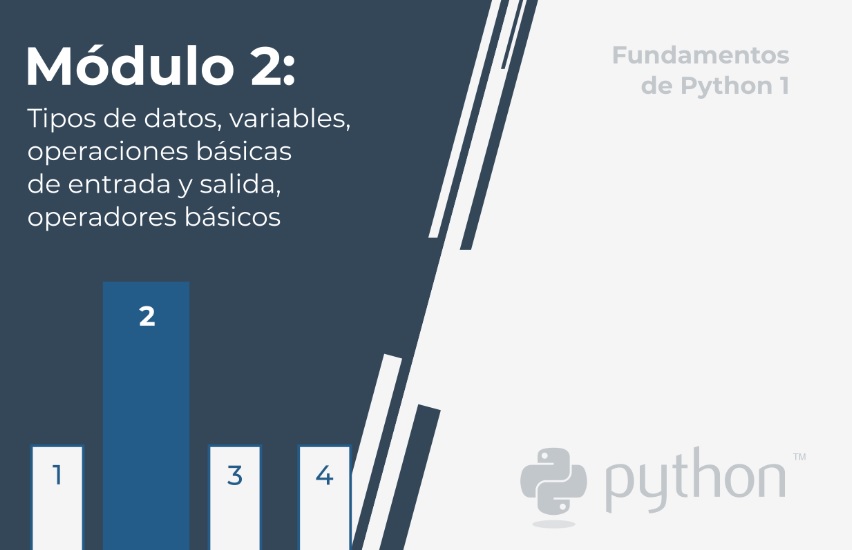 Módulo 2:
Tipos de datos, variables,
operaciones básicas
de entrada y salida,
operadores básicos
Fundamentos
de Python 1
2
1
3
4
python™